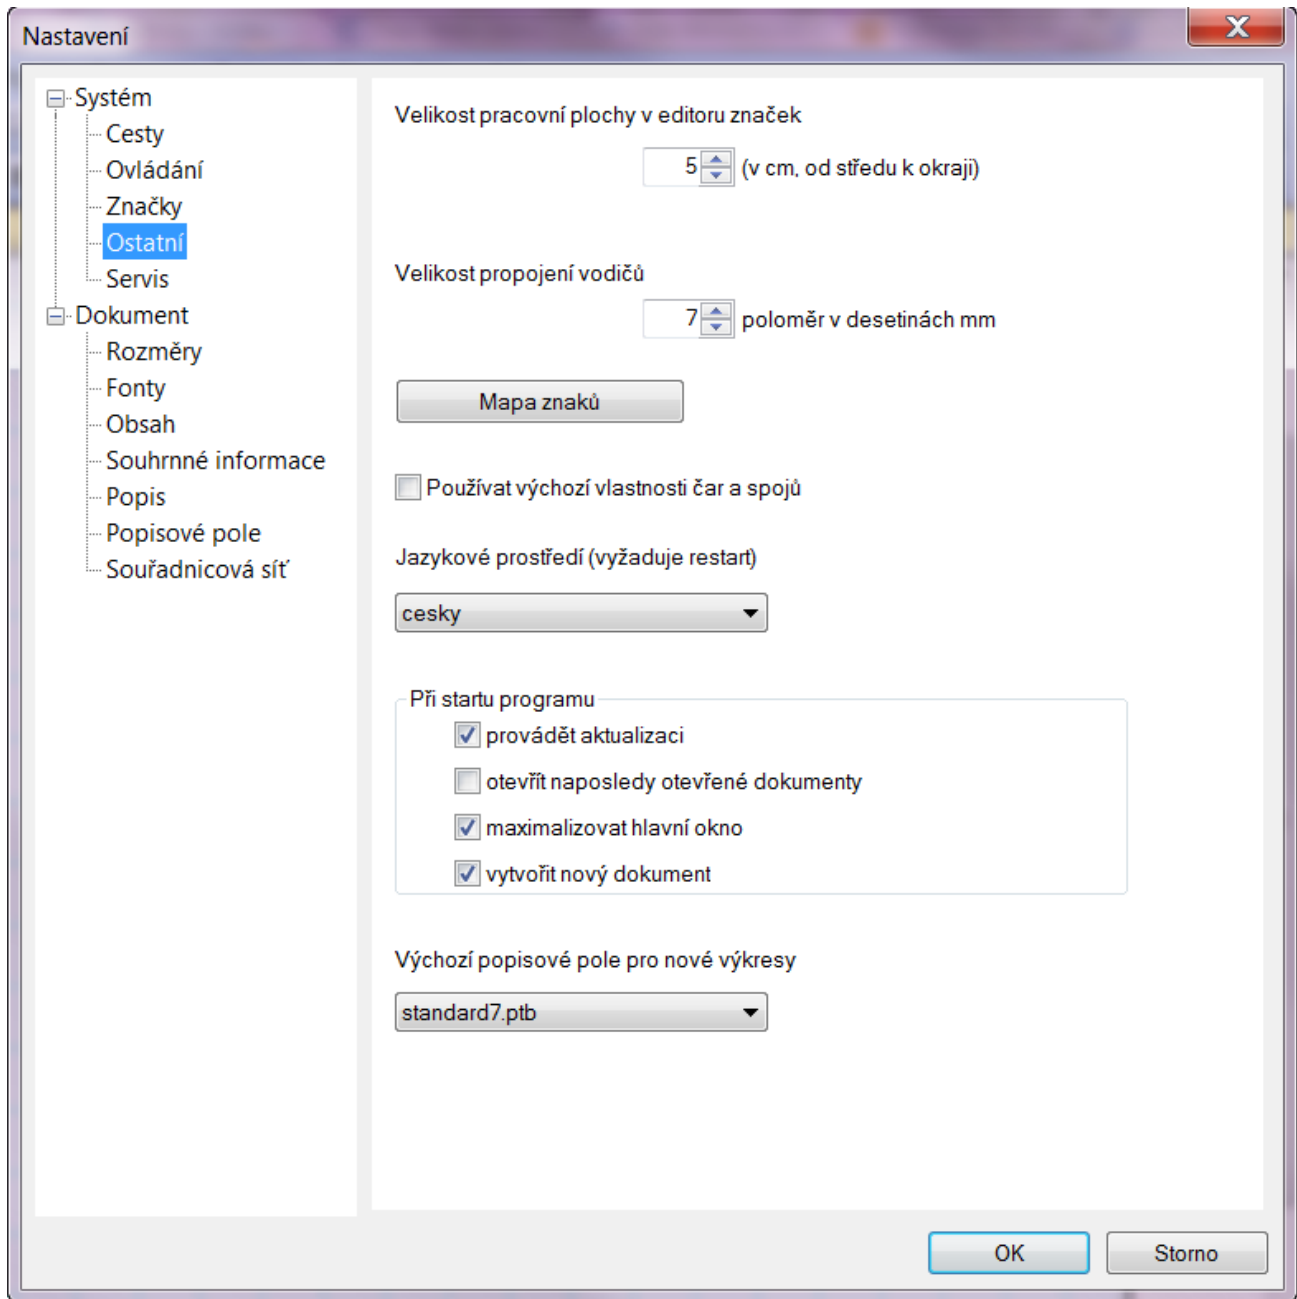 Nastavení
Systém
Cesty
Ovládání
Značky
Ostatní
Servis
Dokument
Rozměry
Fonty
Obsah
Souhrnné informace
Popis
Popisové pole
Souřadnicová síť
Velikost pracovní plochy v editoru značek
5 (v cm, od středu k okraji)
Velikost propojení vodičů
7 poloměr v desetinách mm
Mapa znaků
Používat výchozí vlastnosti čar a spojů
Jazykové prostředí (vyžaduje restart)
cesky
Při startu programu
provádět aktualizaci
otevřít naposledy otevřené dokumenty
maximalizovat hlavní okno
vytvořit nový dokument
Výchozí popisové pole pro nové výkresy
standard7.ptb
OK
Storno